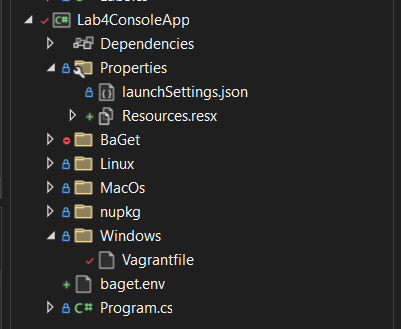 Lab4ConsoleApp
Dependencies
Properties
launchSettings.json
Resources.resx
BaGet
Linux
MacOs
nupkg
Windows
Vagrantfile
baget.env
Program.cs